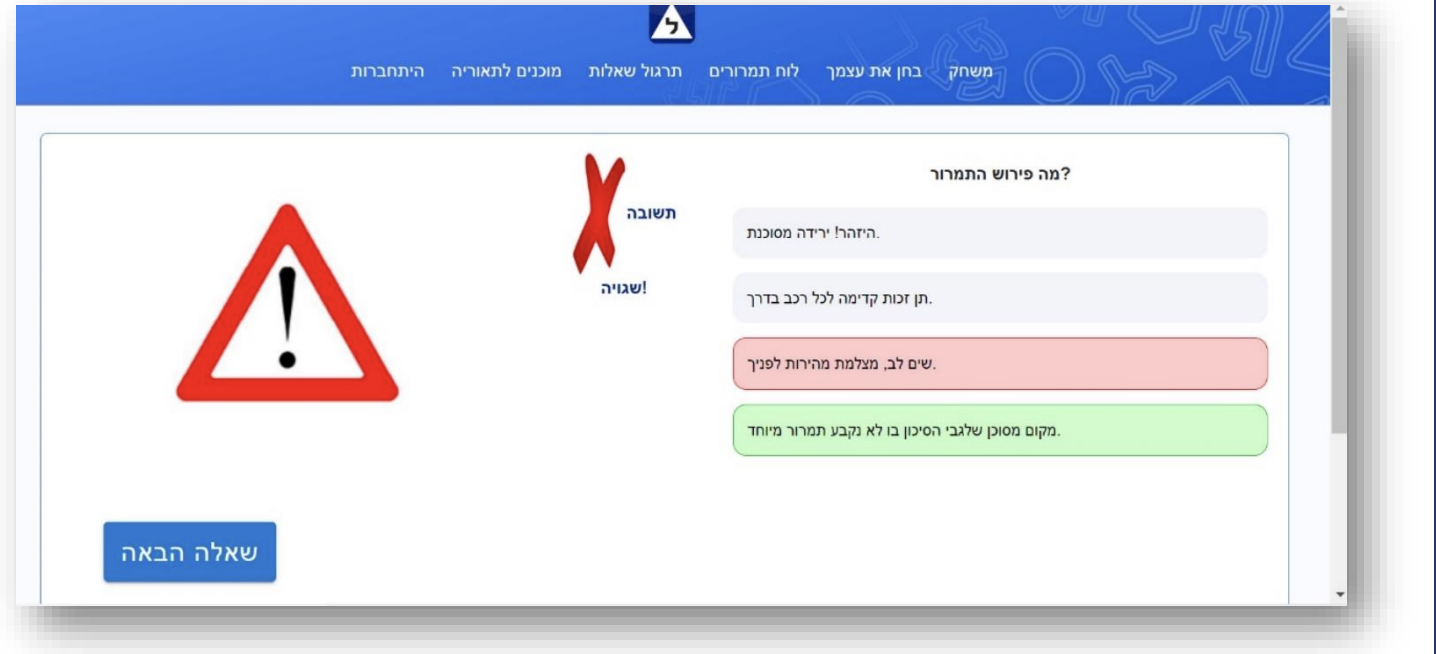 ל
משחק בחן את עצמך לוח תמרורים תרגול שאלות מוכנים לתאוריה היתחברות
?מה פירוש התמרור
.היזהר! ירידה מסוכנת
.תן זכות קדימה לכל רכב בדרך
.שים לב, מצלמת מהירות לפניך
.מקום מסוכן שלגבי הסיכון בו לא נקבע תמרור מיוחד
תשובה
!שגויה
שאלה הבאה